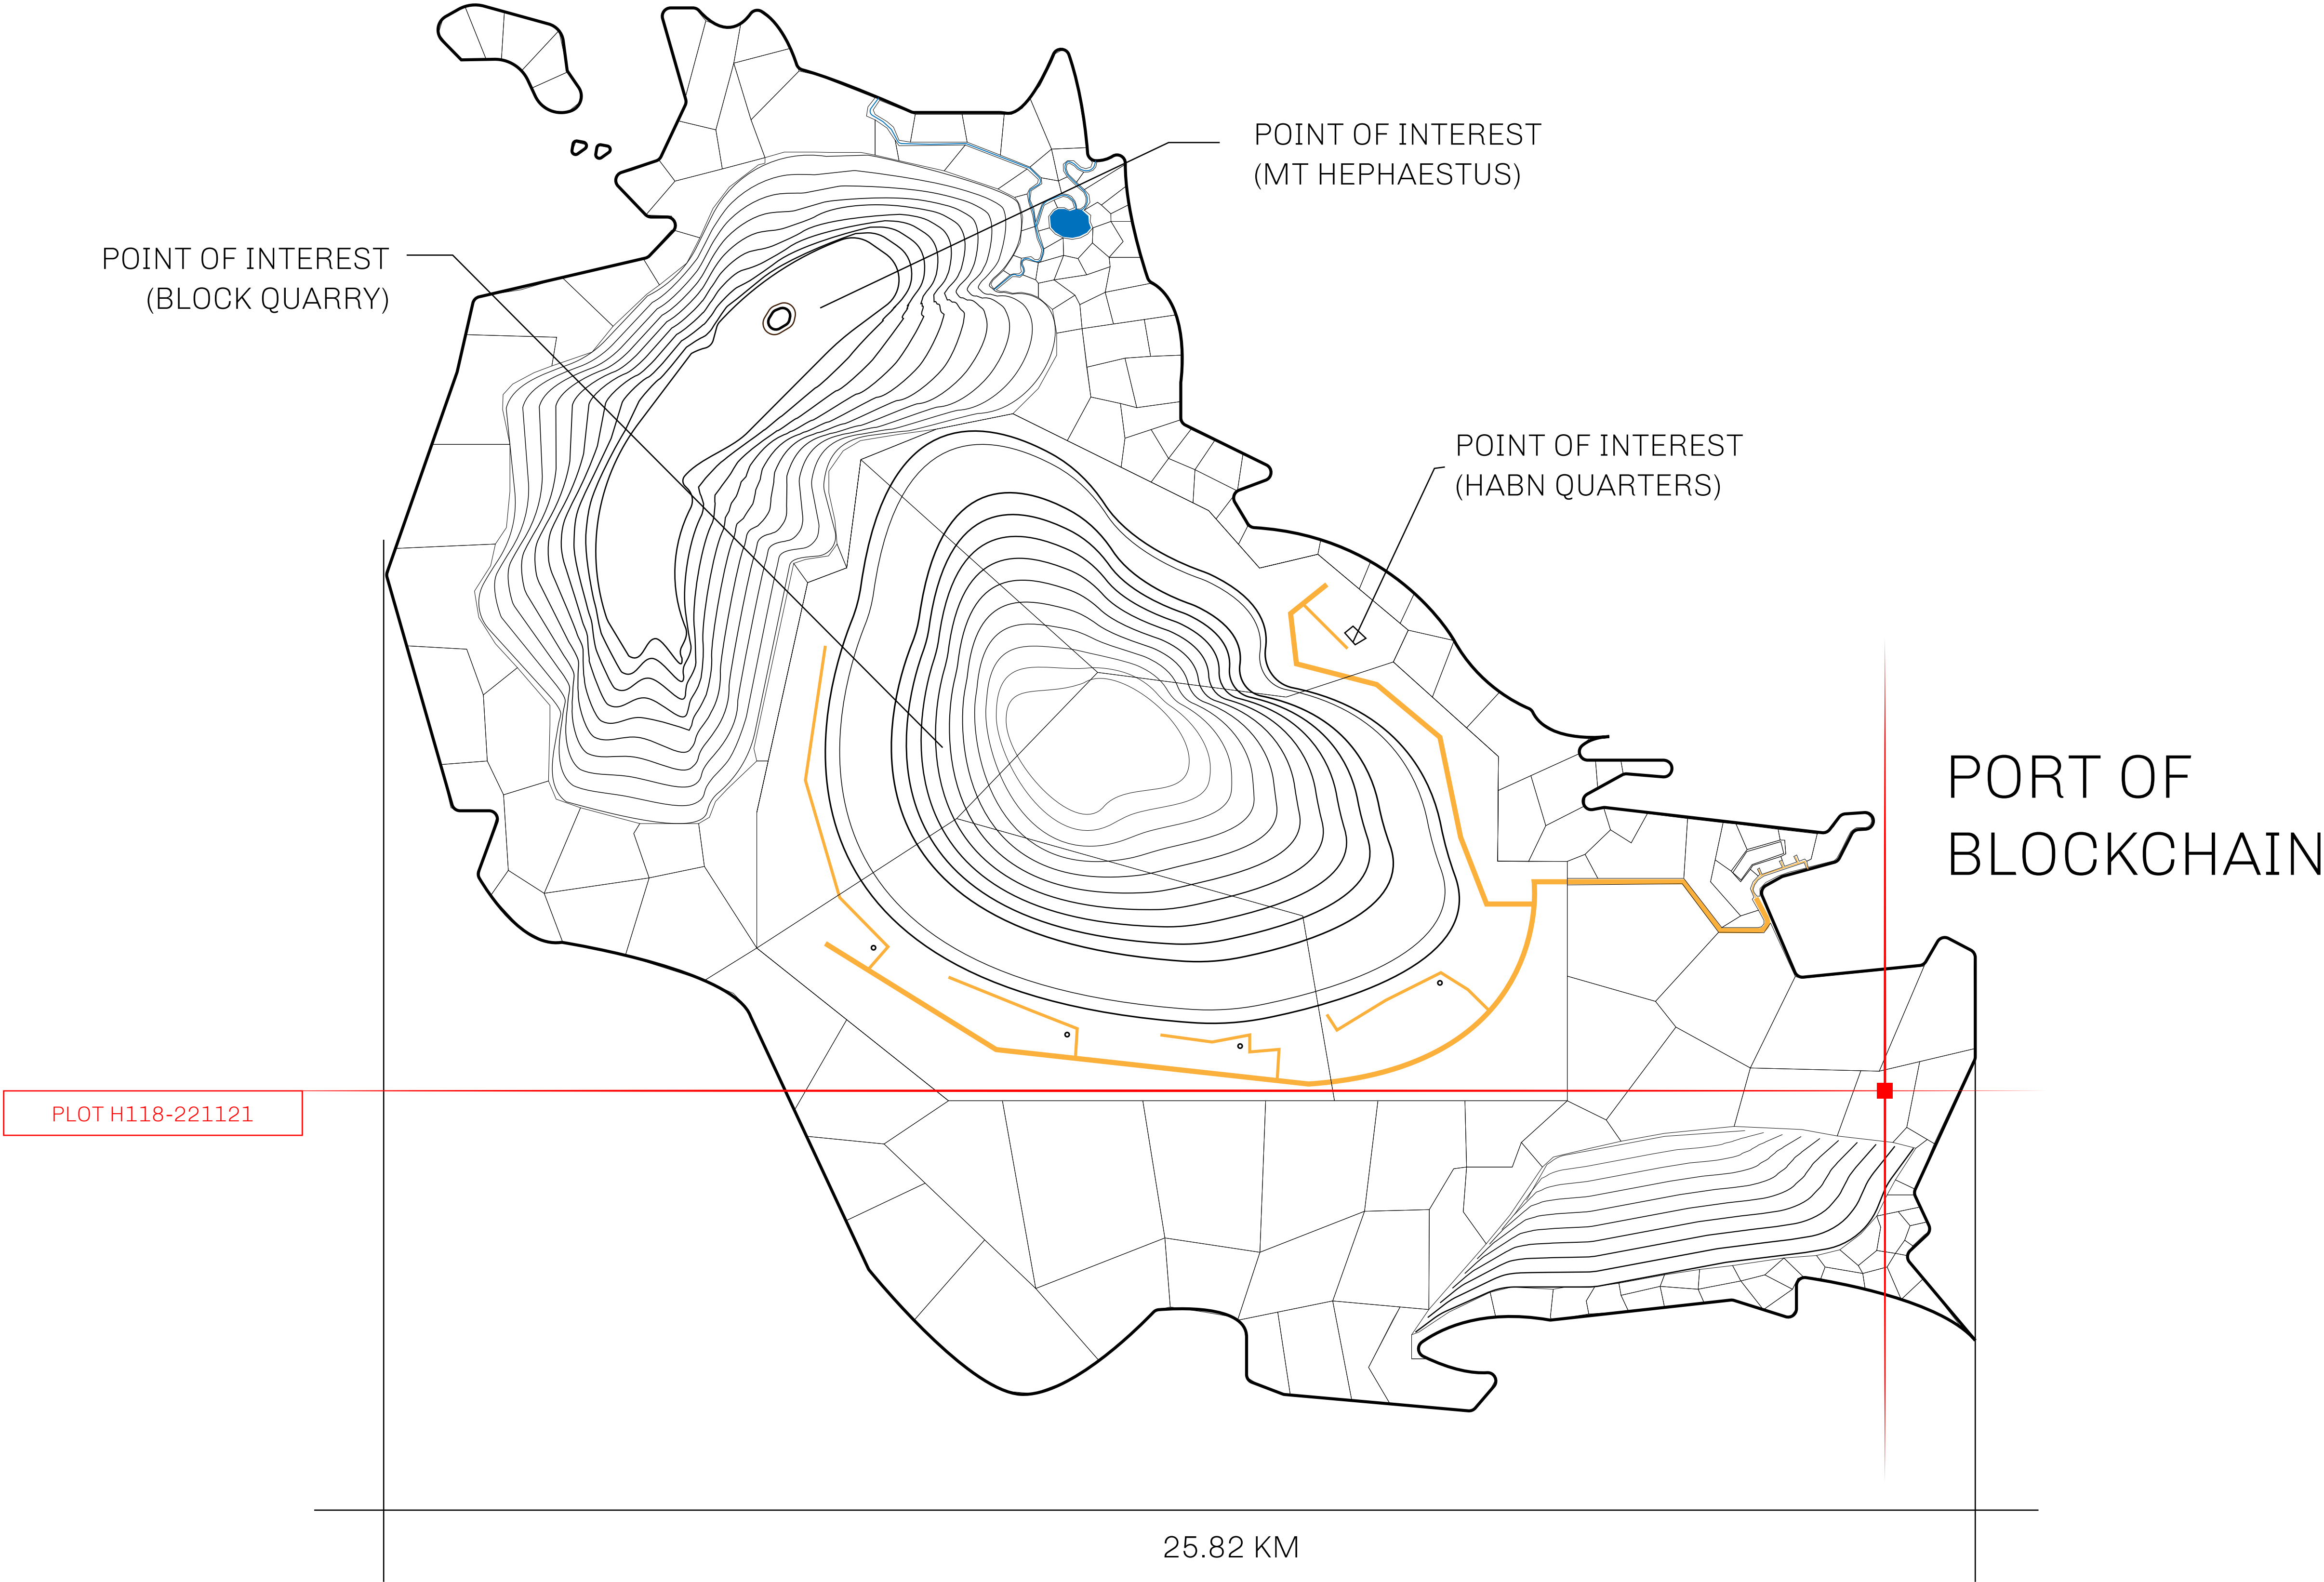 POINT OF INTEREST
(MT HEPHAESTUS)
POINT OF INTEREST
(BLOCK QUARRY)
POINT OF INTEREST
(HABN QUARTERS)
PORT OF
BLOCKCHAIN
PLOT H118-221121
25.82 KM